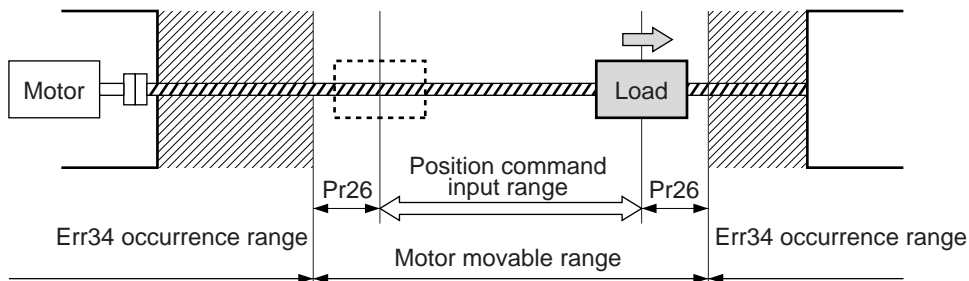 Motor
Load
Position command
input range
Pr26
Pr26
Err34 occurrence range
Motor movable range
Err34 occurrence range